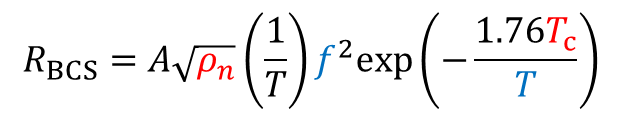 R_BCS = A√ρ_n (1/T) f² exp(−1.76T_c/T)